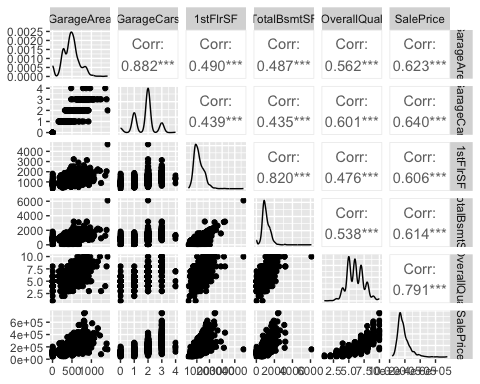 GarageArea GarageCars 1stFlrSF TotalBsmtSF OverallQual SalePrice
0.0025
0.0020
0.0015
0.0010
0.0005
0.0000
Corr: Corr: Corr: Corr: Corr:
0.882*** 0.490*** 0.487*** 0.562*** 0.623***
4
3
2
1
0
Corr: Corr: Corr: Corr:
0.439*** 0.435*** 0.601*** 0.640***
4000
3000
2000
1000
Corr: Corr: Corr:
0.820*** 0.476*** 0.606***
1stFlrSF
6000
4000
2000
0
Corr: Corr:
0.538*** 0.614***
10.0
7.5
5.0
2.5
Corr:
0.791***
6e+05
4e+05
2e+05
0e+00
SalePrice
0 500 1000 0 1 2 3 4